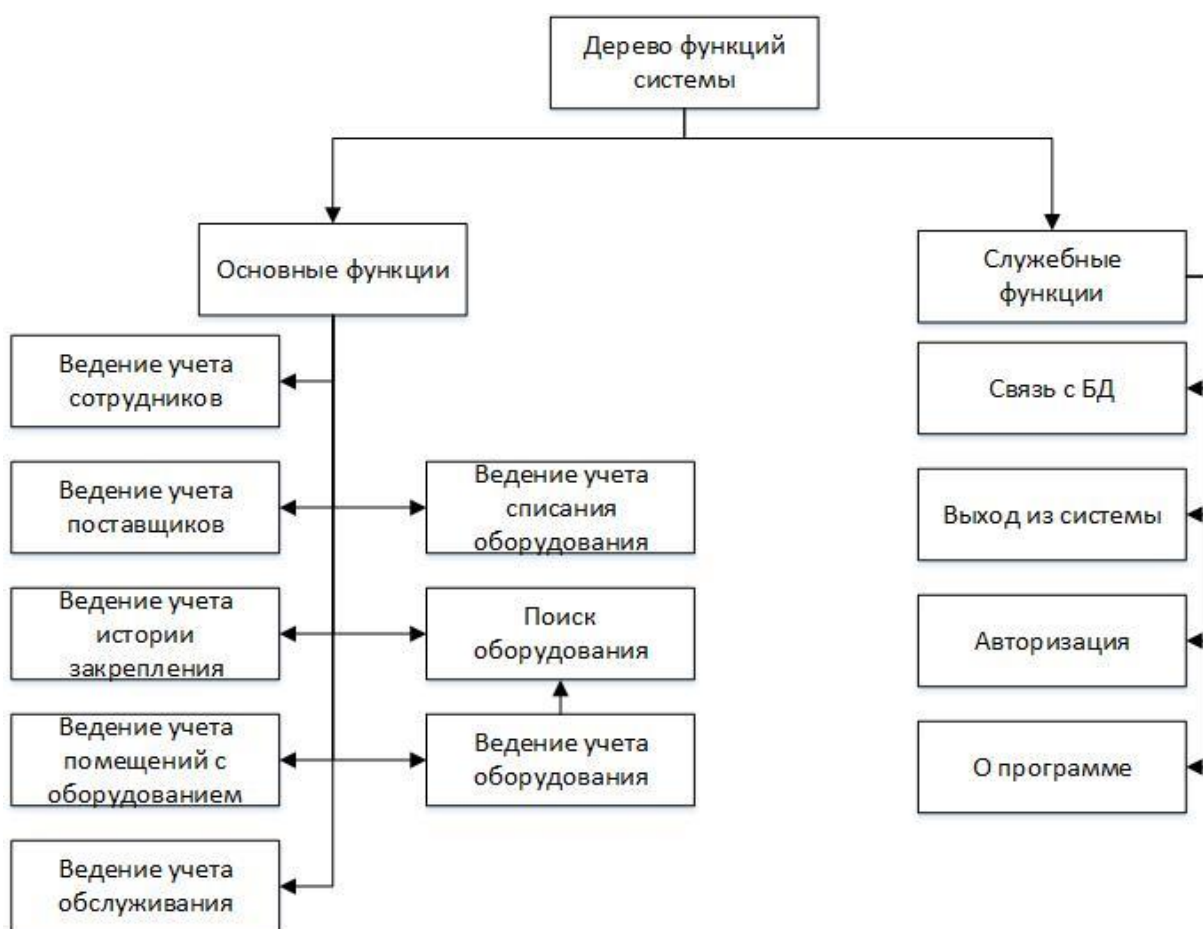 Дерево функций
системы
Основные функции
Служебные
функции
Ведение учета
сотрудников
Связь с БД
Ведение учета
поставщиков
Ведение учета
списания
оборудования
Выход из системы
Ведение учета
истории
закрепления
Поиск
оборудования
Авторизация
Ведение учета
помещений с
оборудованием
Ведение учета
оборудования
О программе
Ведение учета
обслуживания